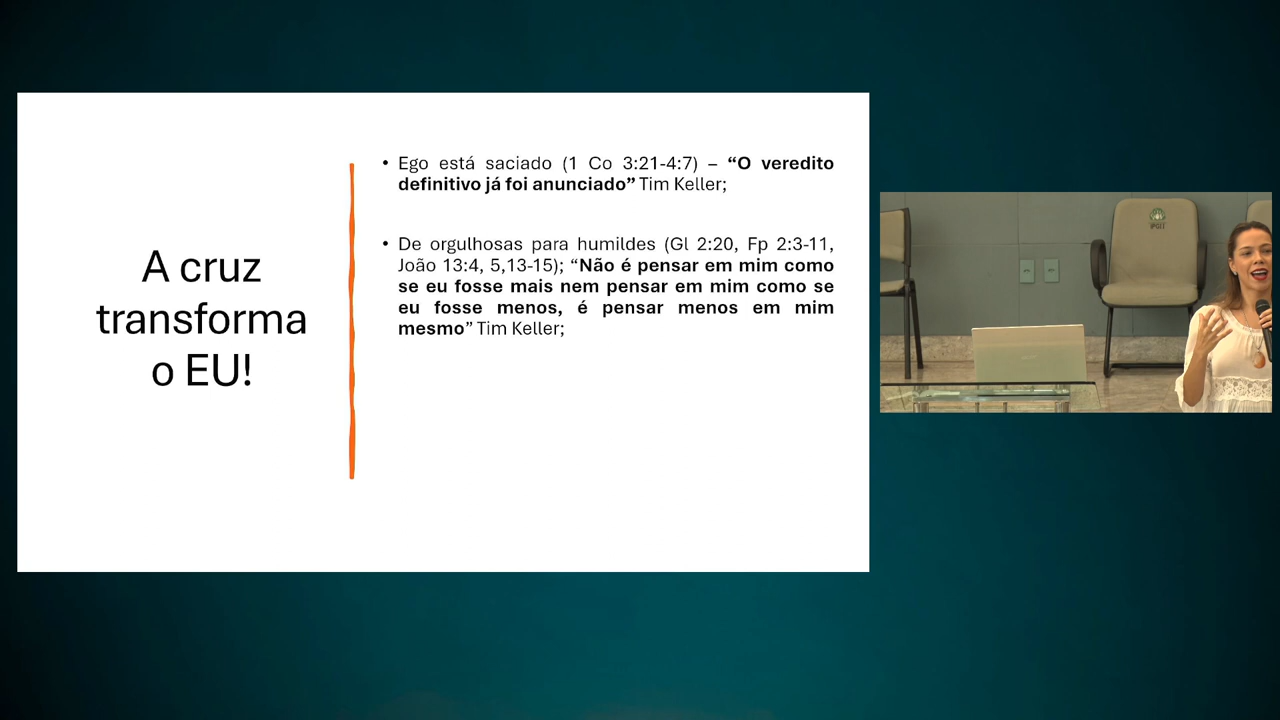 A cruz
transforma
o EU!
• Ego está saciado (1 Co 3:21-4:7) – “O veredito
definitivo já foi anunciado” Tim Keller;
• De orgulhosas para humildes (Gl 2:20, Fp 2:3-11,
João 13:4, 5,13-15); “Não é pensar em mim como
se eu fosse mais nem pensar em mim como se
eu fosse menos, é pensar menos em mim
mesmo” Tim Keller;